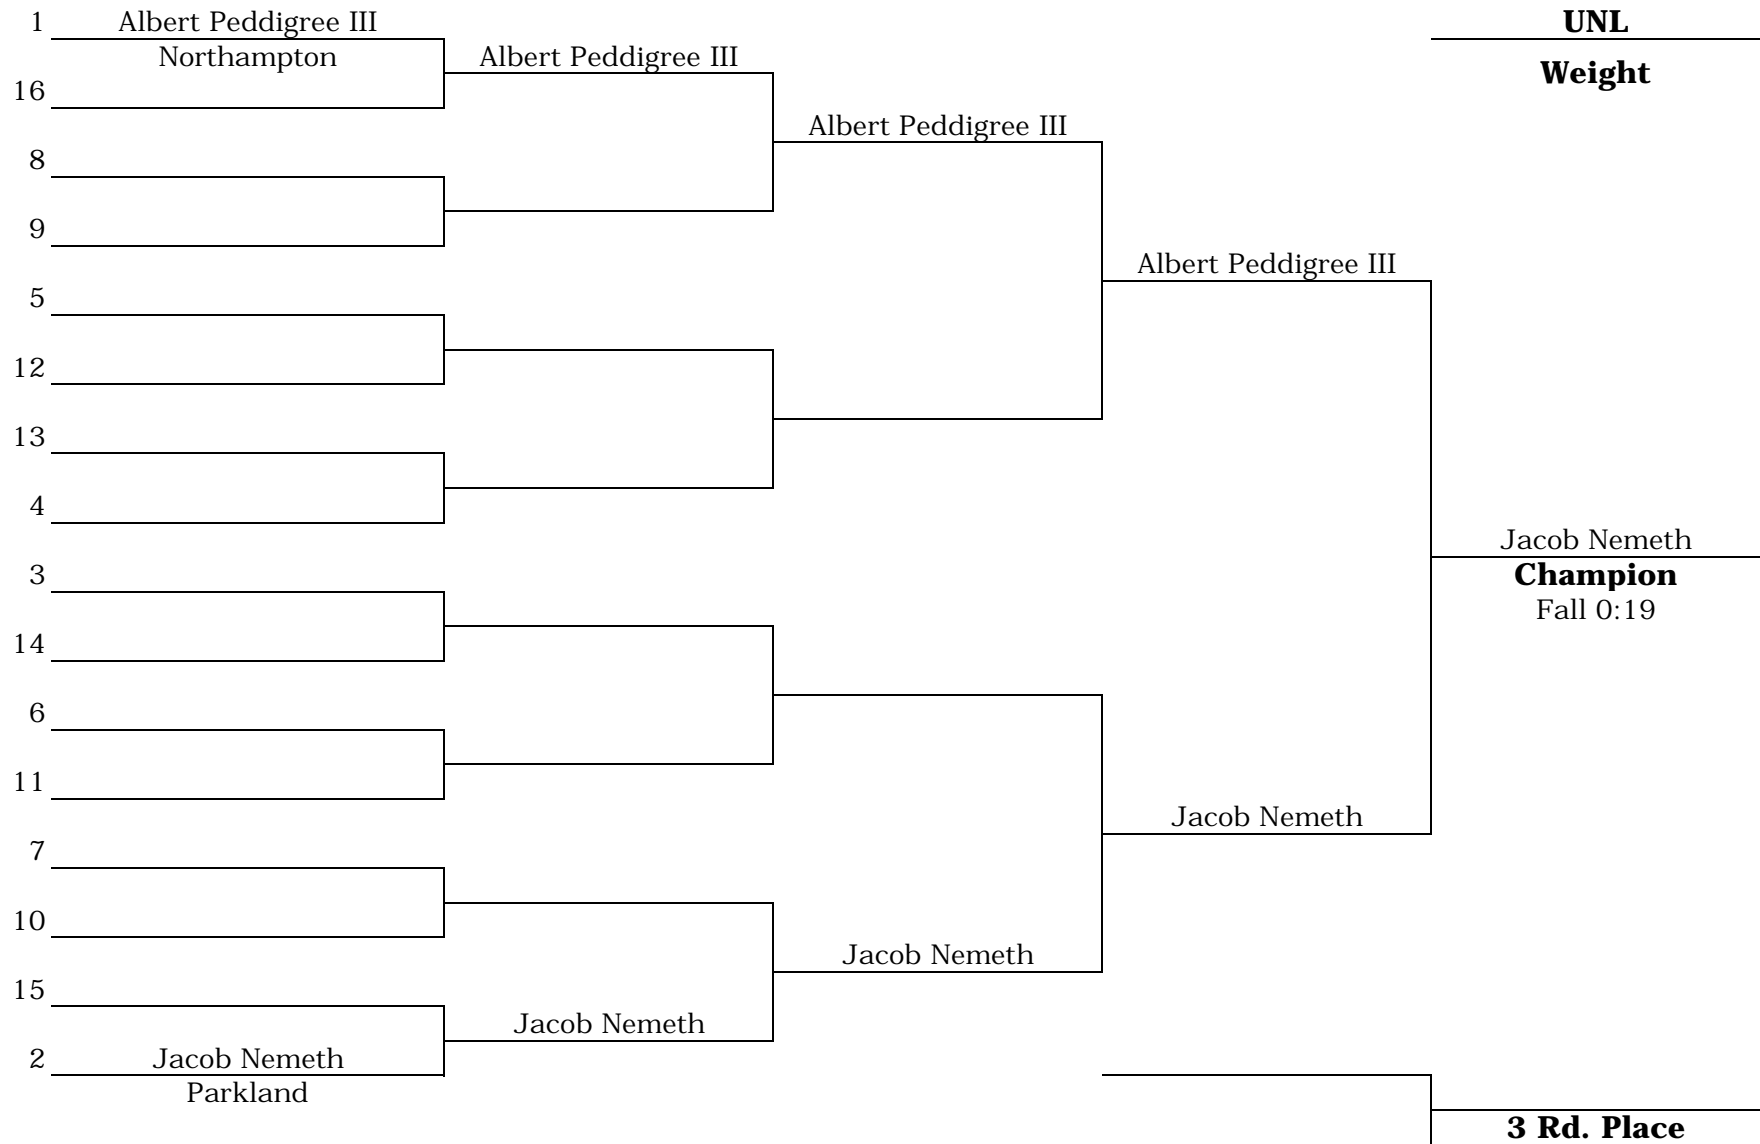 1 Albert Peddigree III
Northampton
Albert Peddigree III
UNL
Weight
16
Albert Peddigree III
8
9
Albert Peddigree III
5
12
13
4
Jacob Nemeth
Champion
Fall 0:19
3
14
6
11
Jacob Nemeth
7
10
Jacob Nemeth
15
Jacob Nemeth
2 Jacob Nemeth
Parkland
3 Rd. Place